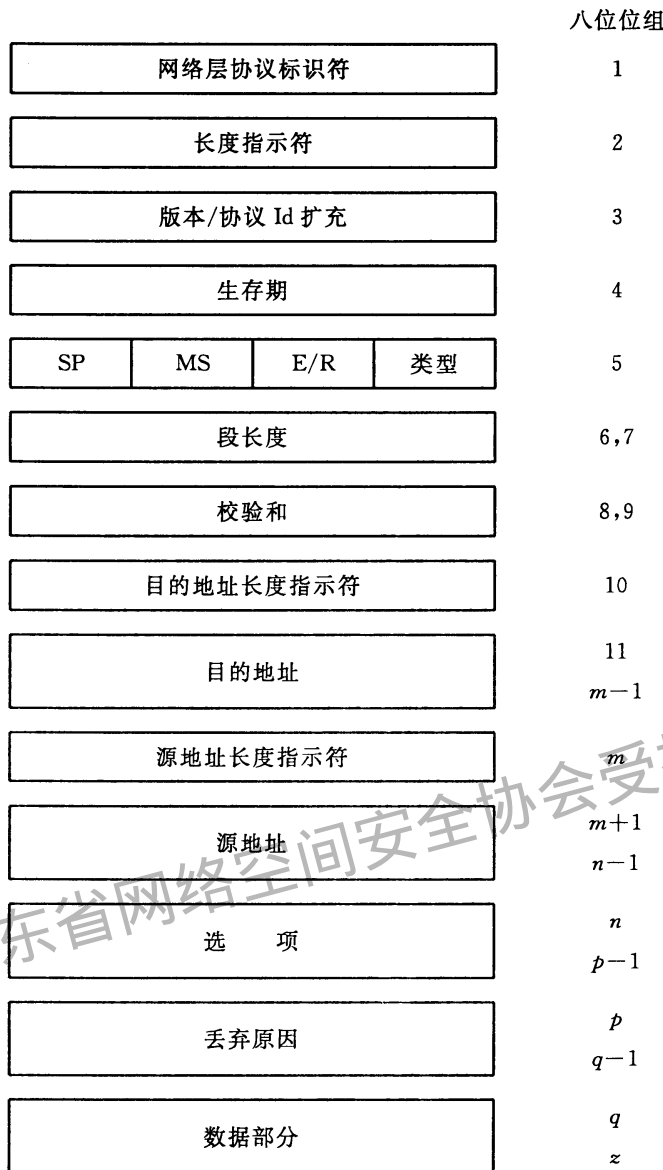 八位位组
网络层协议标识符 1
长度指示符 2
版本/协议 Id 扩充 3
生存期 4
SP MS E/R 类型 5
段长度 6,7
校验和 8,9
目的地址长度指示符 10
目的地址 11
m−1
源地址长度指示符 m
源地址 m+1
n−1
选 项 n
p−1
丢弃原因 p
q−1
数据部分 q
z
东省网络空间安全协会受